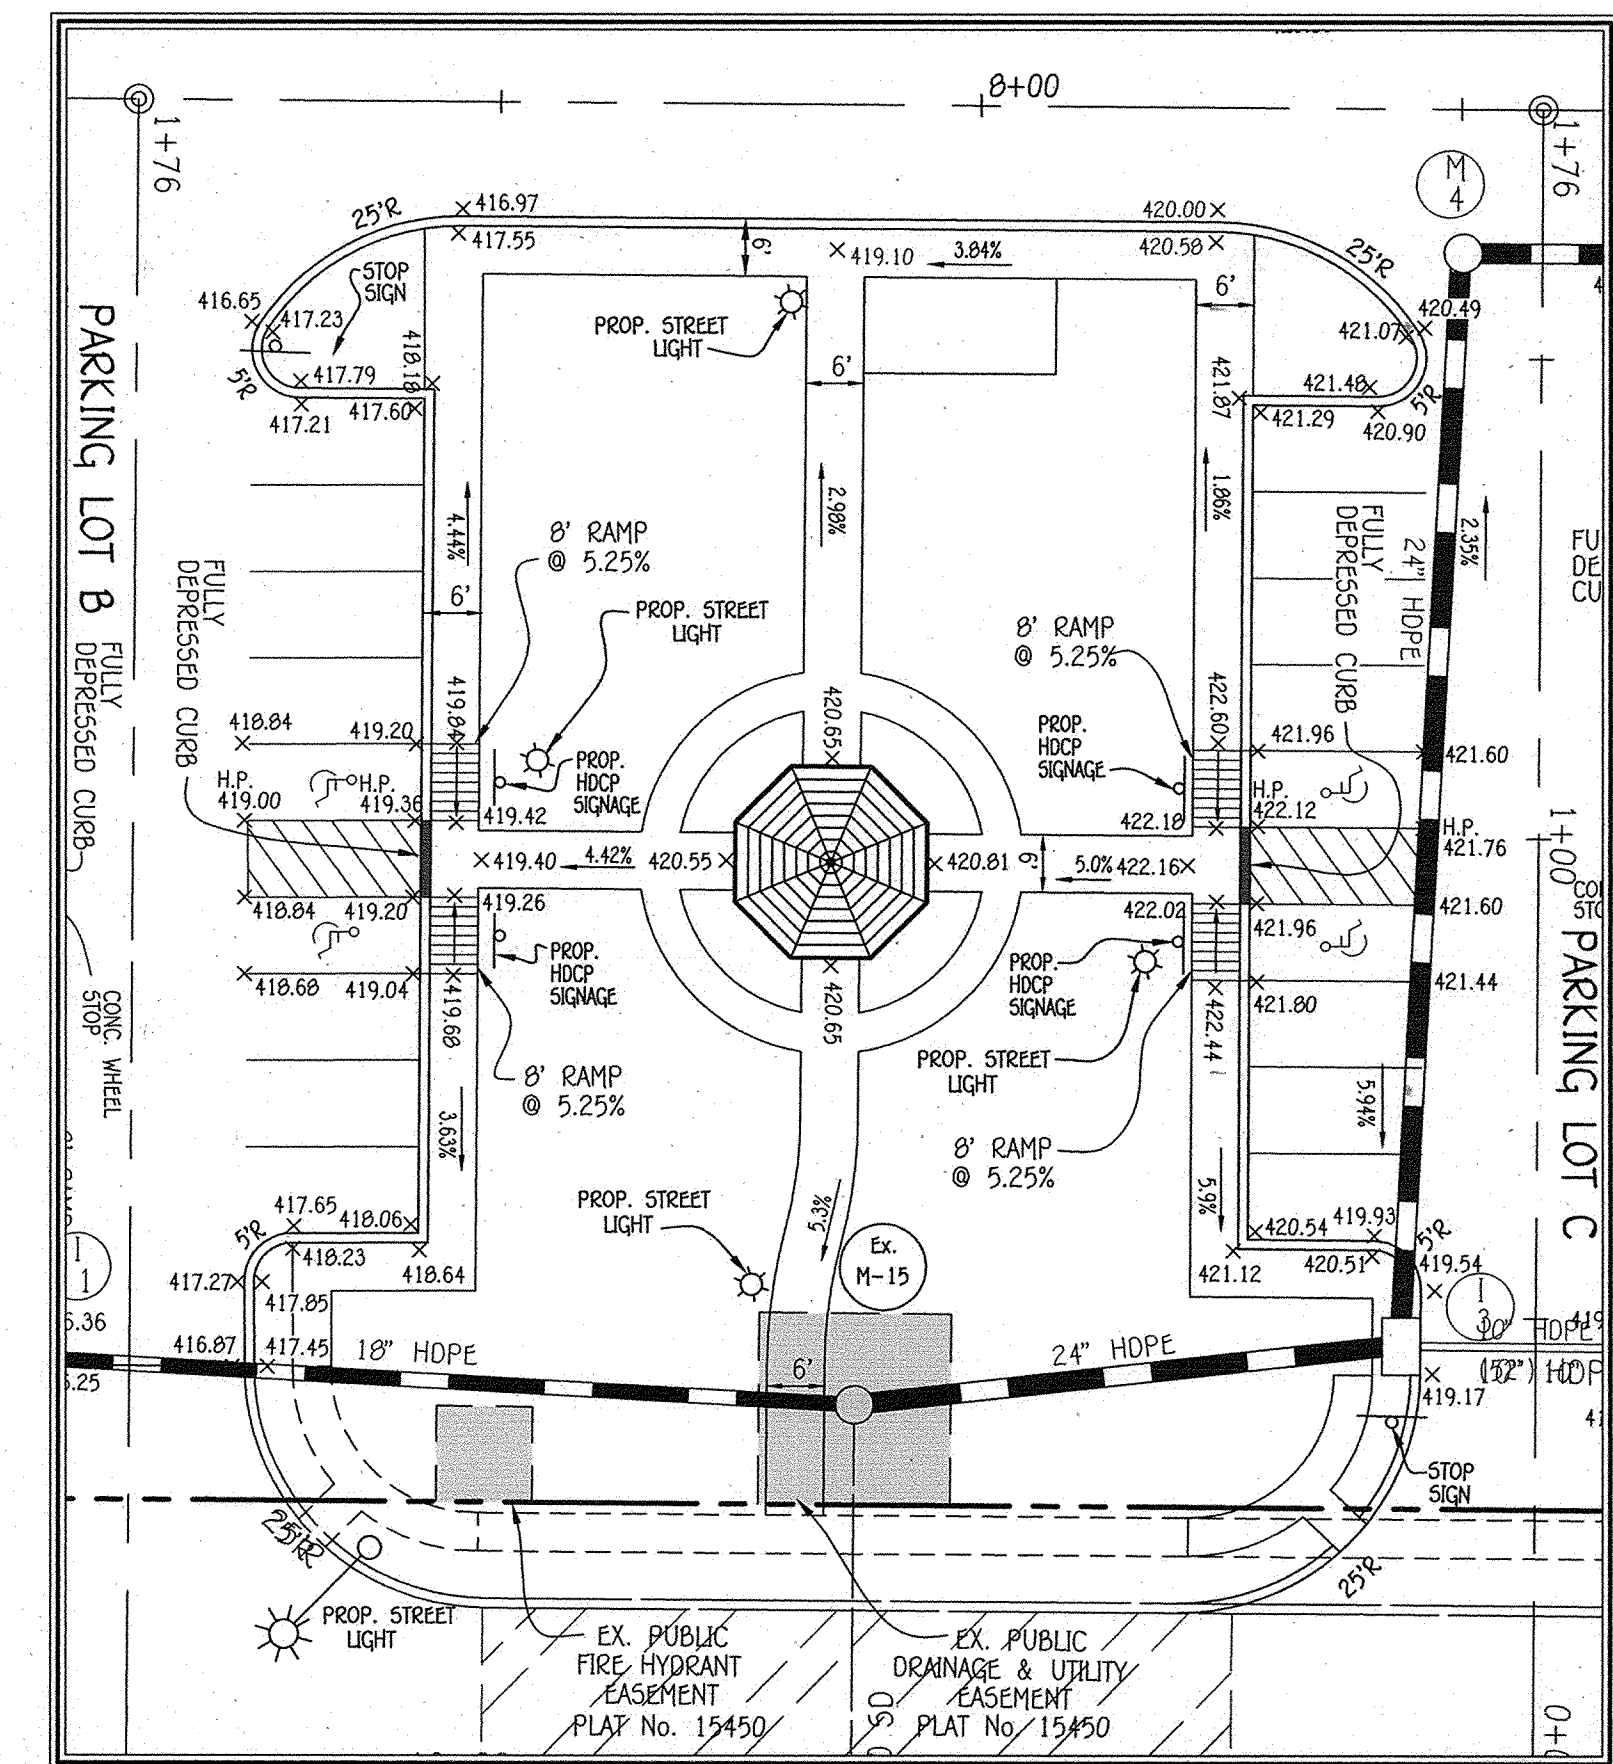 8+00
1+76
1+76
M
4
25'R
416.97
417.55
420.00
420.58
25'R
6'
419.10
3.84%
6'
STOP
SIGN
416.65
417.23
PROP. STREET
LIGHT
420.49
421.07
5'R
417.79
418.18
417.21
417.60
6'
421.87
421.48
421.29
420.90
5'R
PARKING LOT B
FULLY
DEPRESSED CURB
FULLY
DEPRESSED CURB
4.44%
2.98%
1.86%
FULLY
DEPRESSED CURB
24" HDPE
2.35%
FU
DE
CU
8' RAMP
@ 5.25%
6'
PROP. STREET
LIGHT
8' RAMP
@ 5.25%
419.84
420.65
422.60
418.84
419.20
421.96
421.60
PROP.
HDCP
SIGNAGE
PROP.
HDCP
SIGNAGE
H.P.
419.00
H.P.
419.36
419.42
422.18
H.P.
422.12
H.P.
421.76
1+00
419.40
4.42%
420.55
420.81
6'
5.0%
422.16
418.84
419.20
419.26
422.02
421.96
421.60
PROP.
HDCP
SIGNAGE
PROP.
HDCP
SIGNAGE
418.68
419.04
419.68
420.65
422.44
421.80
421.44
PARKING LOT C
CONC. WHEEL
STOP
8' RAMP
@ 5.25%
PROP. STREET
LIGHT
3.63%
5.94%
8' RAMP
@ 5.25%
5.9%
PROP. STREET
LIGHT
5.3%
417.65
418.06
5'R
418.23
418.64
417.27
417.85
420.54
419.93
5'R
421.12
420.51
419.54
Ex.
M-15
I
1
I
3
416.87
417.45
18" HDPE
24" HDPE
6'
5.25
419.17
STOP
SIGN
25'R
25'R
PROP. STREET
LIGHT
EX. PUBLIC
FIRE HYDRANT
EASEMENT
PLAT No. 15450
EX. PUBLIC
DRAINAGE & UTILITY
EASEMENT
PLAT No. 15450
SD